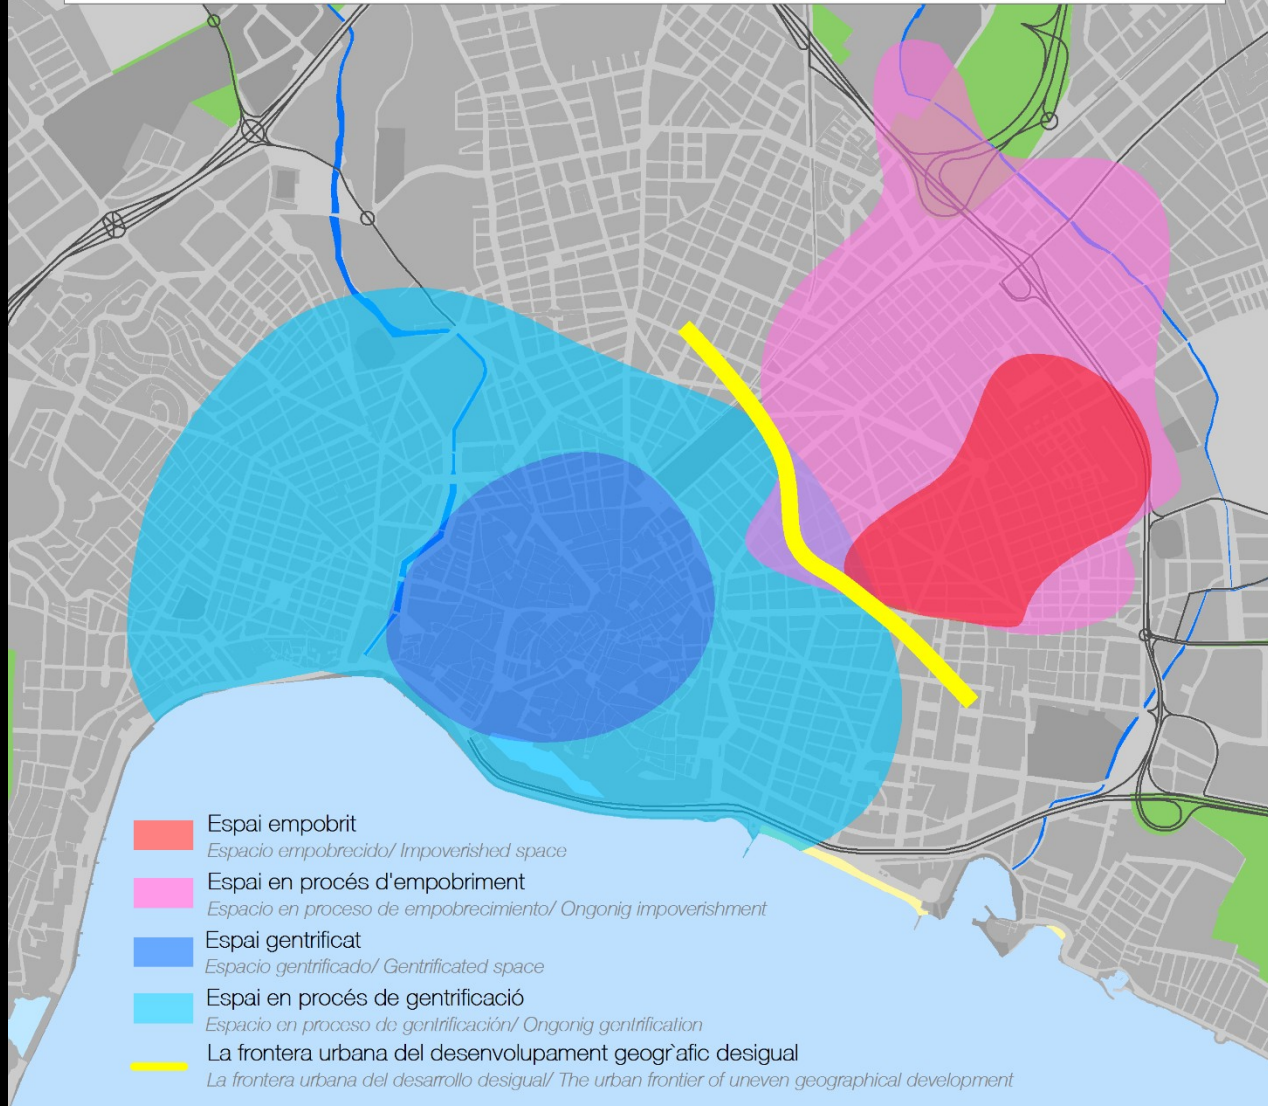 Espai empobrit
Espacio empobrecido/ Impoverished space
Espai en procés d'empobriment
Espacio en proceso de empobrecimiento/ Ongonig impoverishment
Espai gentrificat
Espacio gentrificado/ Gentrificated space
Espai en procés de gentrificació
Espacio en proceso de gentrificación/ Ongonig gentrification
La frontera urbana del desenvolupament geogr`afic desigual
La frontera urbana del desarrollo desigual/ The urban frontier of uneven geographical development